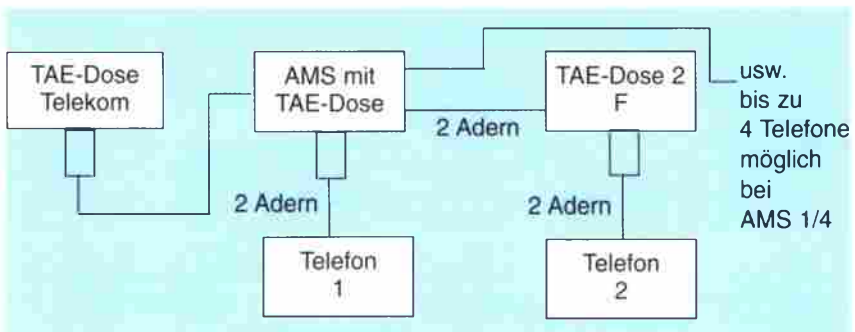 TAE-Dose
Telekom
AMS mit
TAE-Dose
TAE-Dose 2
F
usw.
bis zu
4 Telefone
möglich
bei
AMS 1/4
2 Adern
2 Adern
2 Adern
Telefon
1
Telefon
2